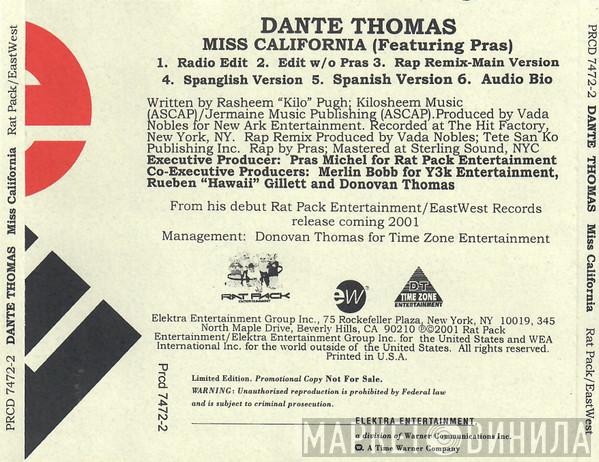 DANTE THOMAS
MISS CALIFORNIA (Featuring Pras)
1. Radio Edit 2. Edit w/o Pras 3. Rap Remix-Main Version
4. Spanglish Version 5. Spanish Version 6. Audio Bio
Written by Rasheem "Kilo" Pugh; Kilosheem Music
(ASCAP)/Jermaine Music Publishing (ASCAP).Produced by Vada
Nobles for New Ark Entertainment. Recorded at The Hit Factory,
New York, NY. Rap Remix Produced by Vada Nobles; Tete San Ko
Publishing Inc. Rap by Pras; Mastered at Sterling Sound, NYC
Executive Producer: Pras Michel for Rat Pack Entertainment
Co-Executive Producers: Merlin Bobb for Y3k Entertainment,
Rueben "Hawaii" Gillett and Donovan Thomas
From his debut Rat Pack Entertainment/EastWest Records
release coming 2001
Management: Donovan Thomas for Time Zone Entertainment
RAT PACK
ew
DT
TIME ZONE
ENTERTAINMENT
Elektra Entertainment Group Inc., 75 Rockefeller Plaza, New York, NY 10019, 345
North Maple Drive, Beverly Hills, CA 90210 ℗©2001 Rat Pack
Entertainment/Elektra Entertainment Group Inc. for the United States and WEA
International Inc. for the world outside of the United States. All rights reserved.
Printed in U.S.A.
Prcd 7472-2
Limited Edition. Promotional Copy Not For Sale.
WARNING: Unauthorized reproduction is prohibited by Federal law
and is subject to criminal prosecution.
ELEKTRA ENTERTAINMENT
a division of Warner Communications Inc.
A Time Warner Company
PRCD 7472-2 DANTE THOMAS Miss California Rat Pack/EastWest
PRCD 7472-2 DANTE THOMAS Miss California Rat Pack/EastWest
МАРКЕТ ВИНИЛА